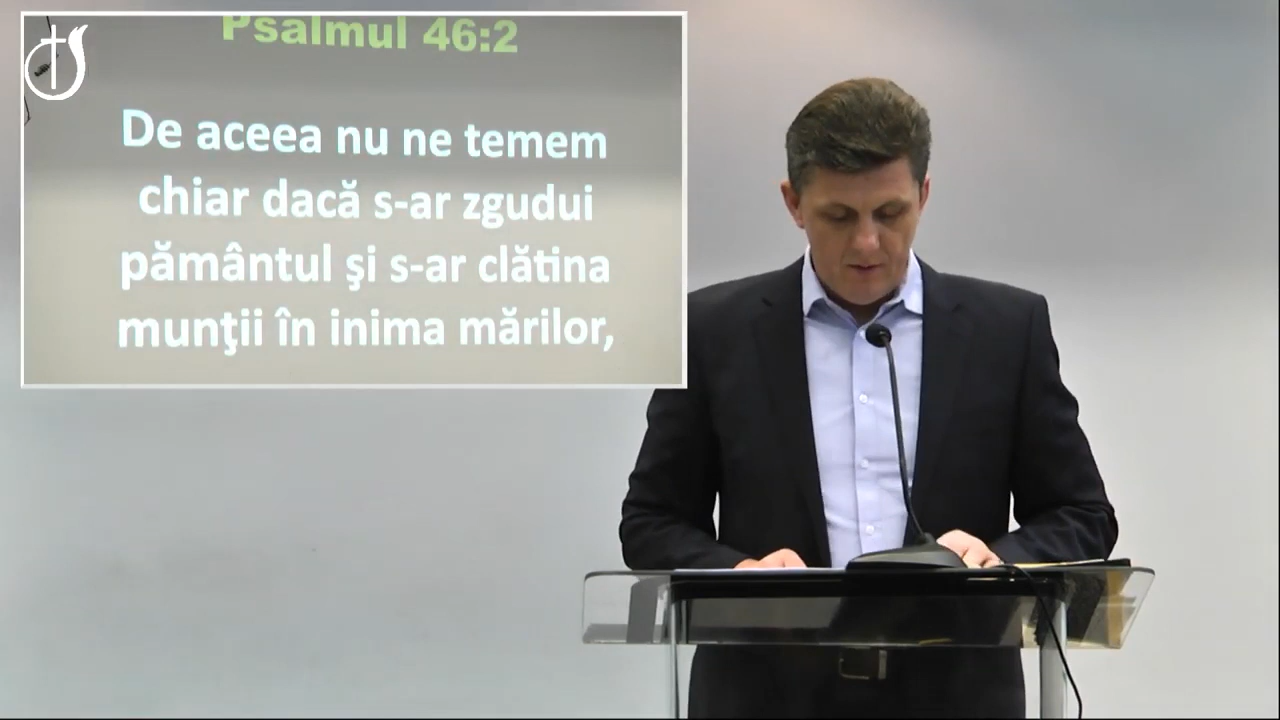 Psalmul 46:2
De aceea nu ne temem
chiar dacă s-ar zgudui
pământul şi s-ar clătina
munţii în inima mărilor,